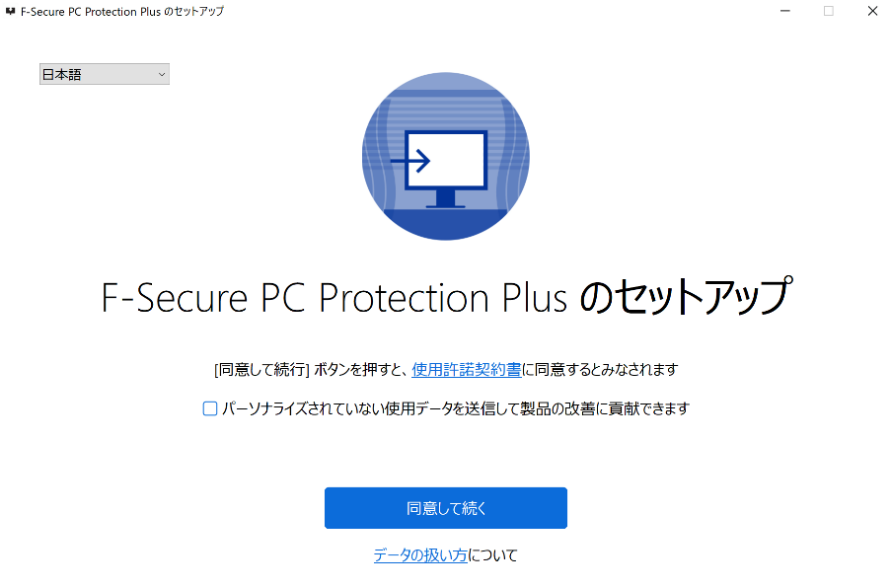 F-Secure PC Protection Plus のセットアップ
日本語
F-Secure PC Protection Plus のセットアップ
[同意して続行] ボタンを押すと、使用許諾契約書に同意するとみなされます
パーソナライズされていない使用データを送信して製品の改善に貢献できます
同意して続く
データの扱い方について